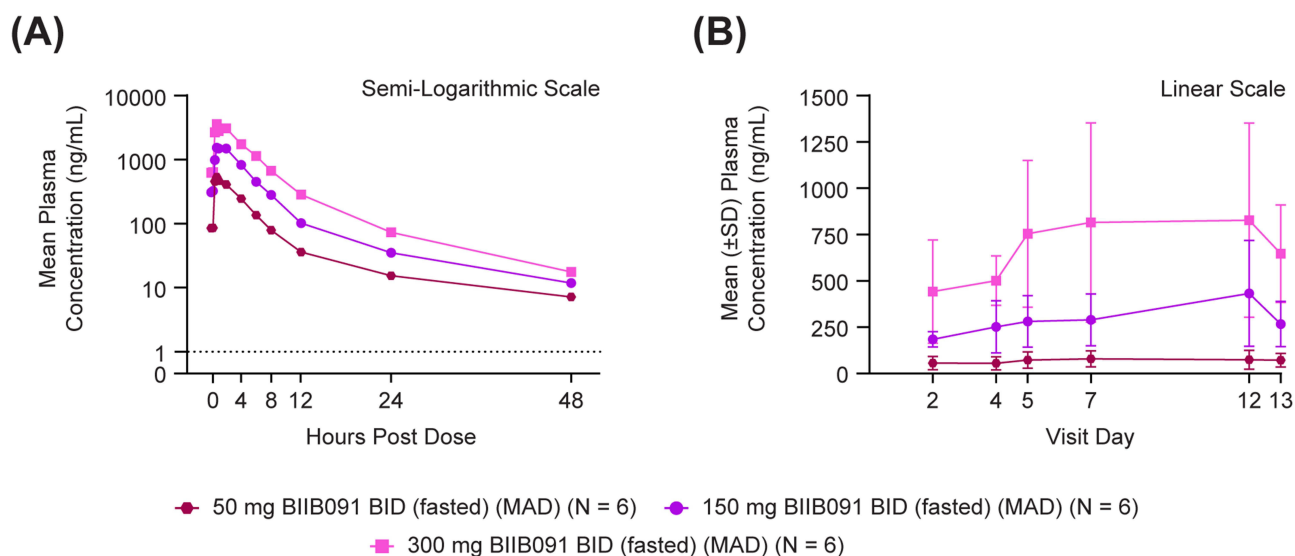 (A)
Semi-Logarithmic Scale
Mean Plasma
Concentration (ng/mL)
10000
1000
100
10
1
0
0 4 8 12 24 48
Hours Post Dose
(B)
Linear Scale
Mean (±SD) Plasma
Concentration (ng/mL)
1500
1250
1000
750
500
250
0
2 4 5 7 12 13
Visit Day
50 mg BIIB091 BID (fasted) (MAD) (N = 6)
150 mg BIIB091 BID (fasted) (MAD) (N = 6)
300 mg BIIB091 BID (fasted) (MAD) (N = 6)